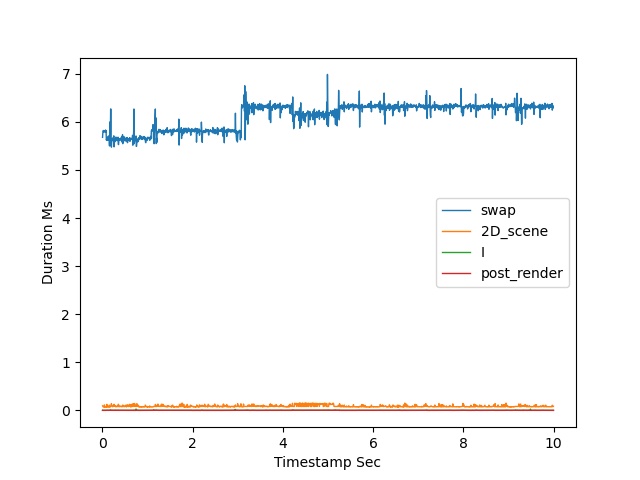 7
6
5
4
3
2
1
0
Duration Ms
swap
2D_scene
I
post_render
0 2 4 6 8 10
Timestamp Sec